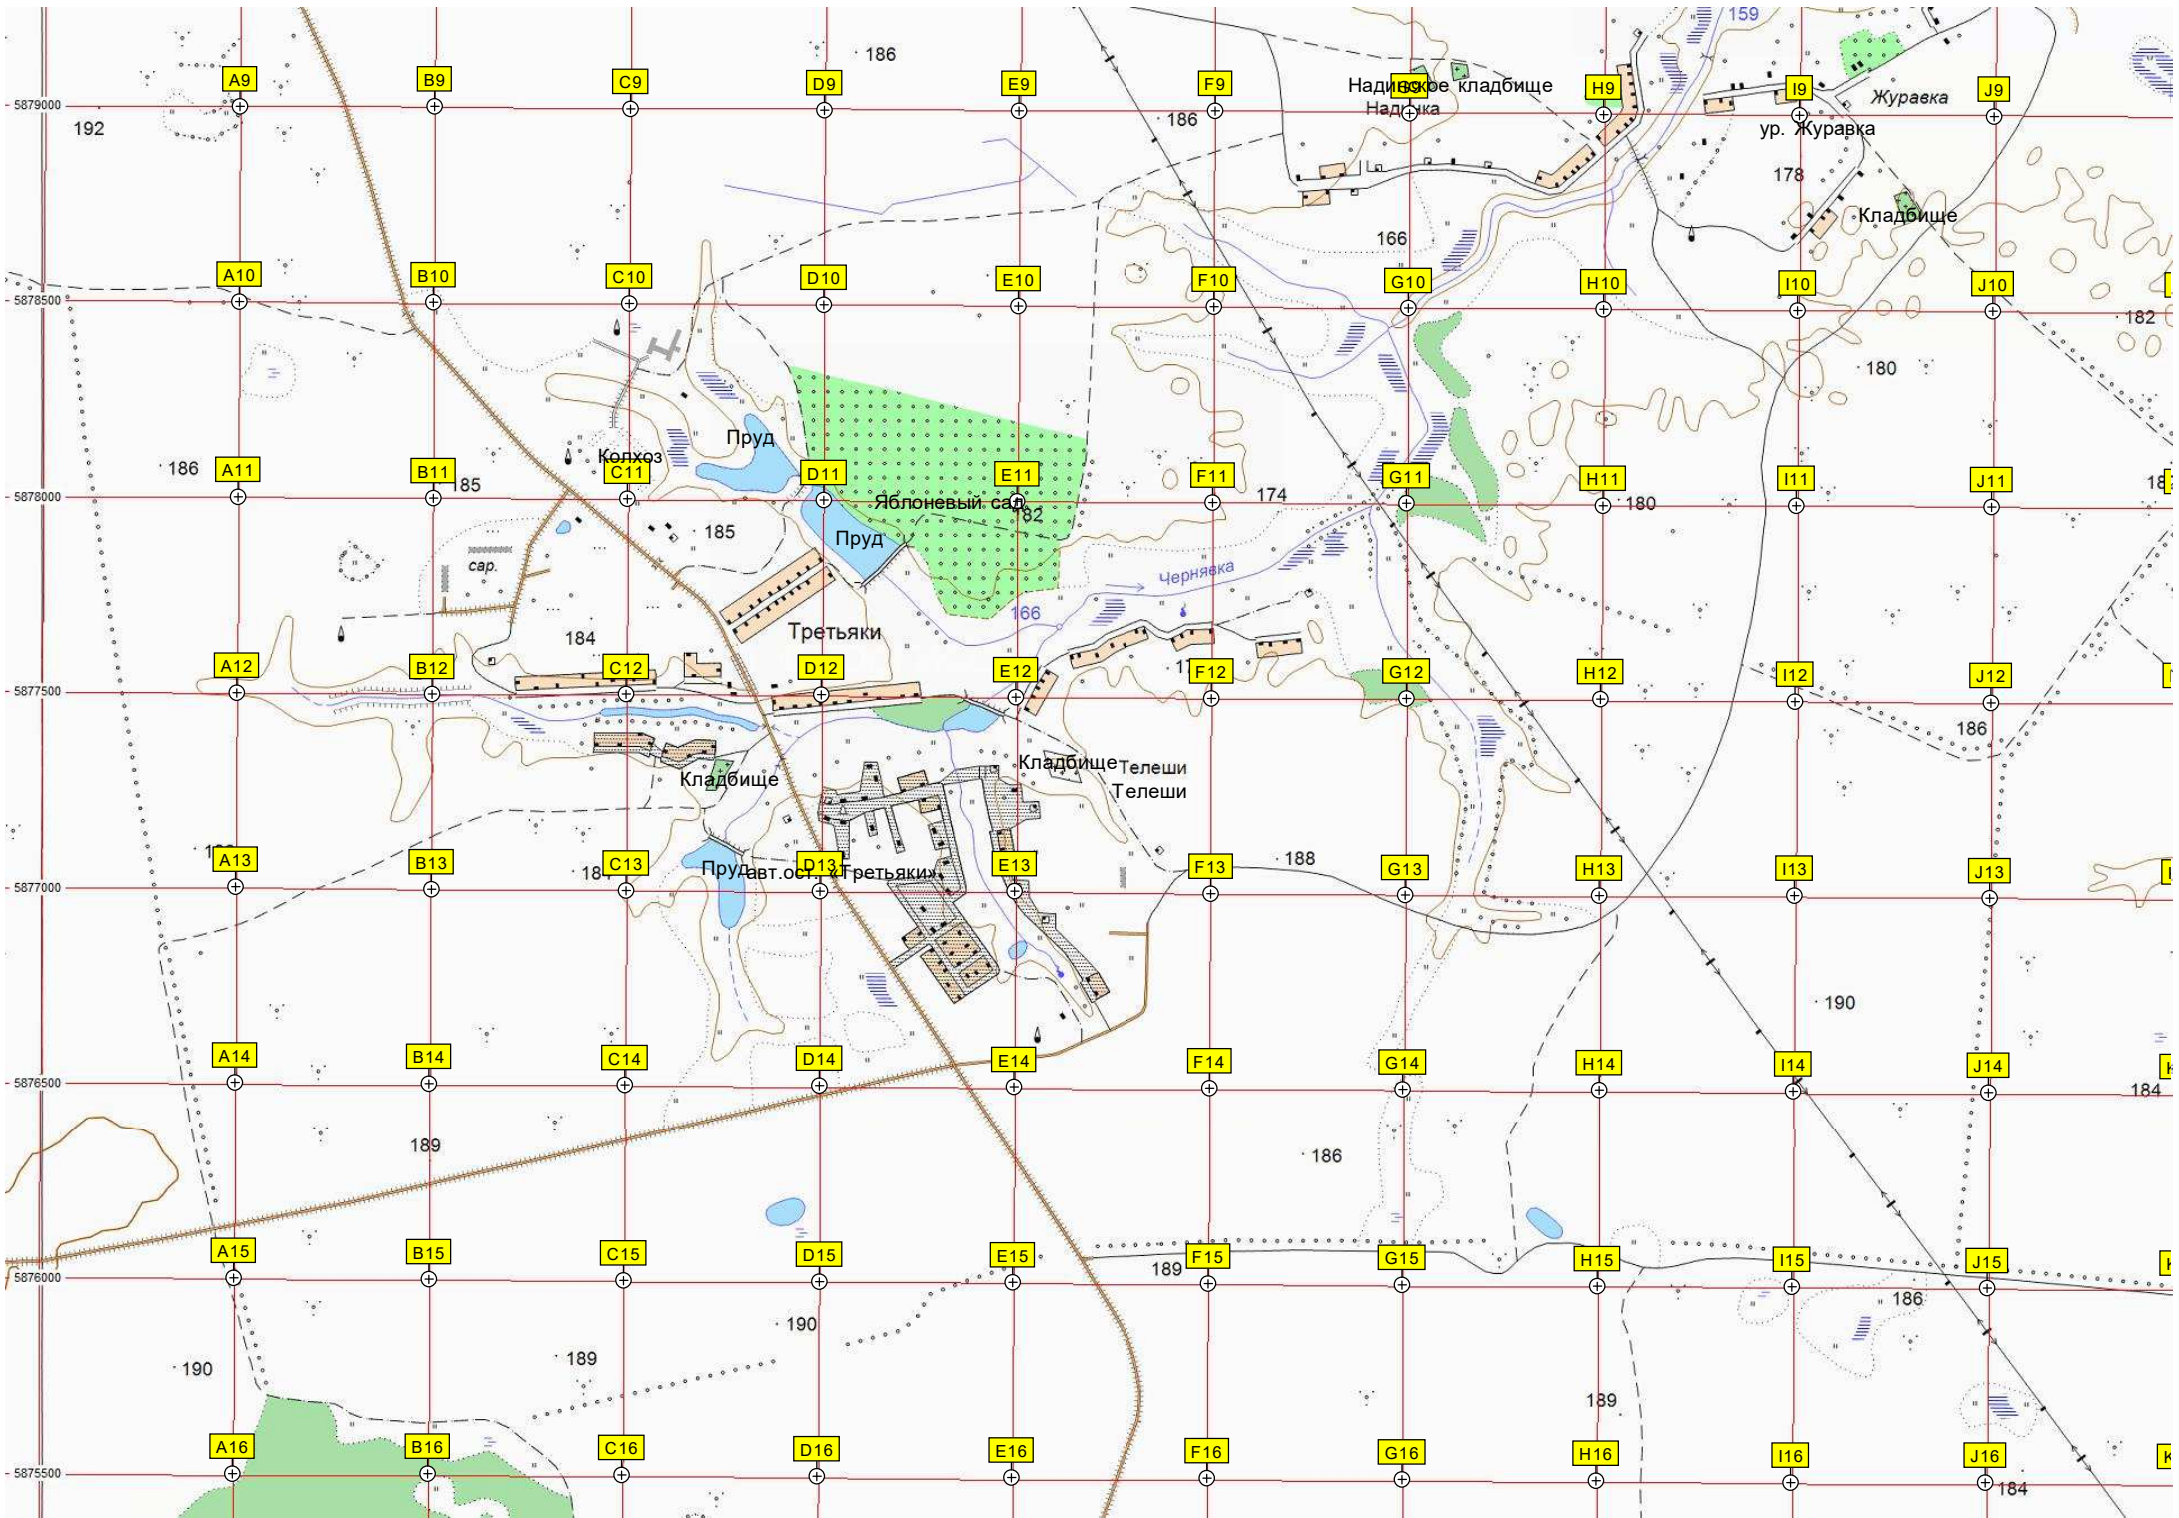 159
186
A9
B9
C9
D9
E9
F9
Надинское кладбище
H9
I9
J9
Журавка
5879000
192
186
ур. Журавка
178
Кладбище
166
A10
B10
C10
D10
E10
F10
G10
H10
I10
J10
5878500
182
180
Пруд
Колхоз
186
A11
B11
185
C11
D11
E11
F11
G11
H11
I11
J11
5878000
Яблоневый сад
182
174
180
185
Пруд
сар.
Чернявка
166
184
Третьяки
A12
B12
C12
D12
E12
F12
G12
H12
I12
J12
5877500
186
Кладбище
Кладбище
Телеши
Телеши
A13
B13
C13
Пруд
D13
авт.ост. «Третьяки»
E13
F13
188
G13
H13
I13
J13
5877000
190
A14
B14
C14
D14
E14
F14
G14
H14
I14
J14
5876500
184
189
186
A15
B15
C15
D15
E15
189
F15
G15
H15
I15
J15
5876000
186
190
189
190
189
A16
B16
C16
D16
E16
F16
G16
H16
I16
J16
5875500
184